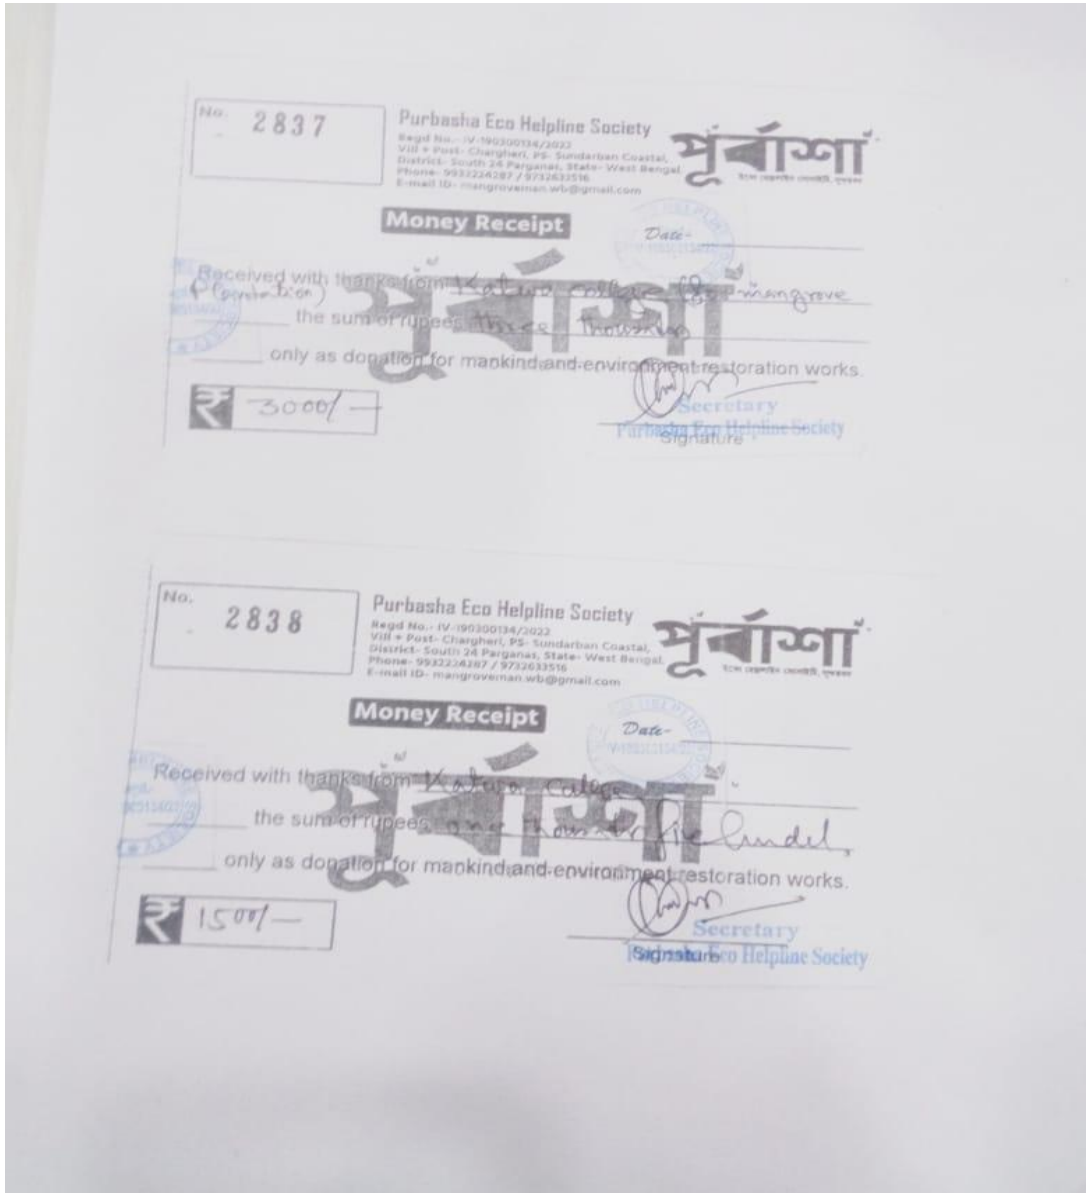 No. 2837
Purbasha Eco Helpline Society
Regd No.- IV-190300134/2022
Vill + Post- Chargheri, PS- Sundarban Coastal,
District- South 24 Parganas, State- West Bengal
Phone- 9932224287 / 9732633516
E-mail ID- mangroveman.wb@gmail.com
পূর্বাশা
Money Receipt
Date-
পূর্বাশা
Received with thanks from Katwa College (for mangrove
Plantation)
the sum of rupees three thousand
only as donation for mankind and environment restoration works.
₹ 3000/-
Secretary
Purbasha Eco Helpline Society
Signature
No. 2838
Purbasha Eco Helpline Society
Regd No.- IV-190300134/2022
Vill + Post- Chargheri, PS- Sundarban Coastal,
District- South 24 Parganas, State- West Bengal
Phone- 9932224287 / 9732633516
E-mail ID- mangroveman.wb@gmail.com
পূর্বাশা
Money Receipt
Date-
পূর্বাশা
Received with thanks from Katwa College
the sum of rupees one five
only as donation for mankind and environment restoration works.
₹ 1500/-
Secretary
Signature
Eco Helpline Society